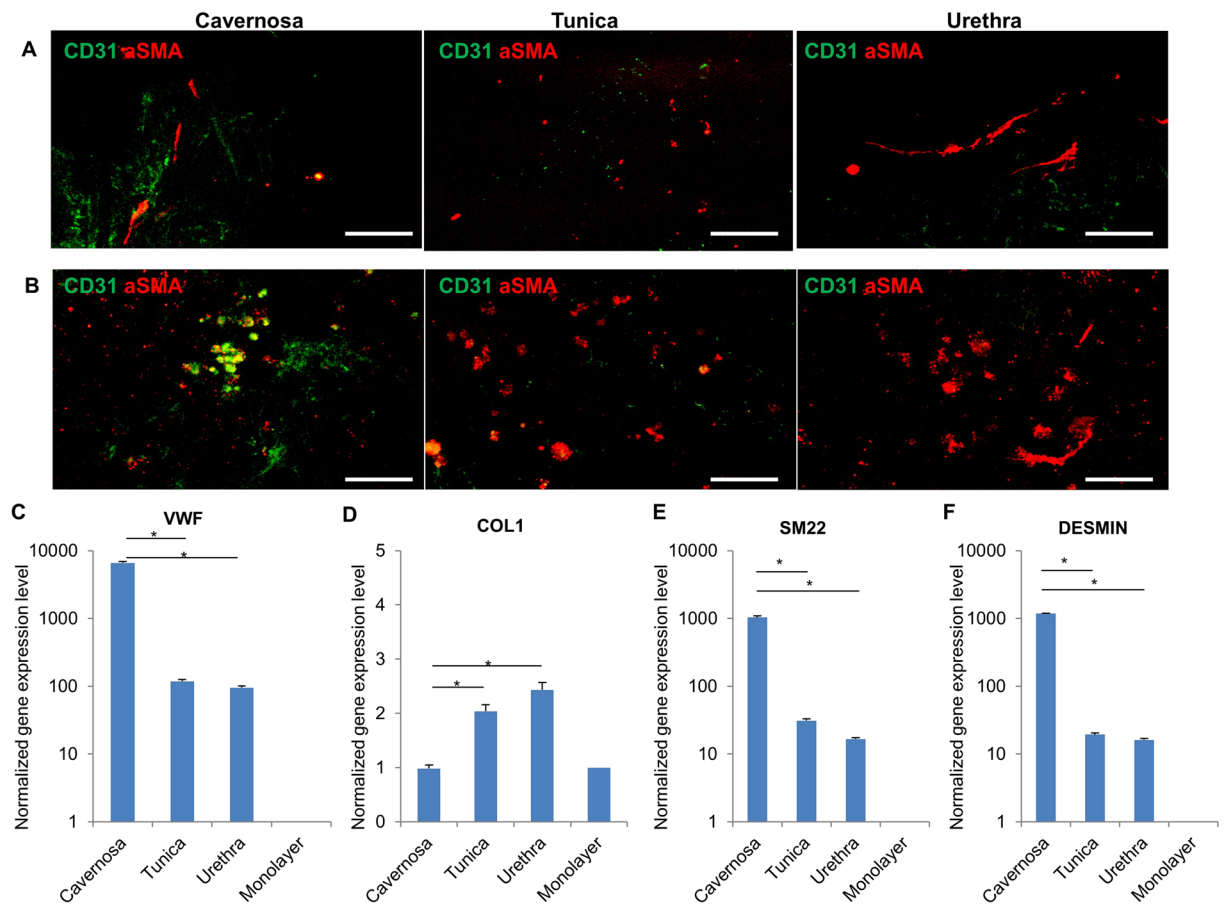 Cavernosa Tunica Urethra
A
CD31 aSMA CD31 aSMA CD31 aSMA
B
CD31 aSMA CD31 aSMA CD31 aSMA
C VWF
Normalized gene expression level
10000
1000
100
10
1
* *
Cavernosa Tunica Urethra Monolayer
D COL1
Normalized gene expression level
5
4
3
2
1
0
* *
Cavernosa Tunica Urethra Monolayer
E SM22
Normalized gene expression level
10000
1000
100
10
1
* *
Cavernosa Tunica Urethra Monolayer
F DESMIN
Normalized gene expression level
10000
1000
100
10
1
* *
Cavernosa Tunica Urethra Monolayer